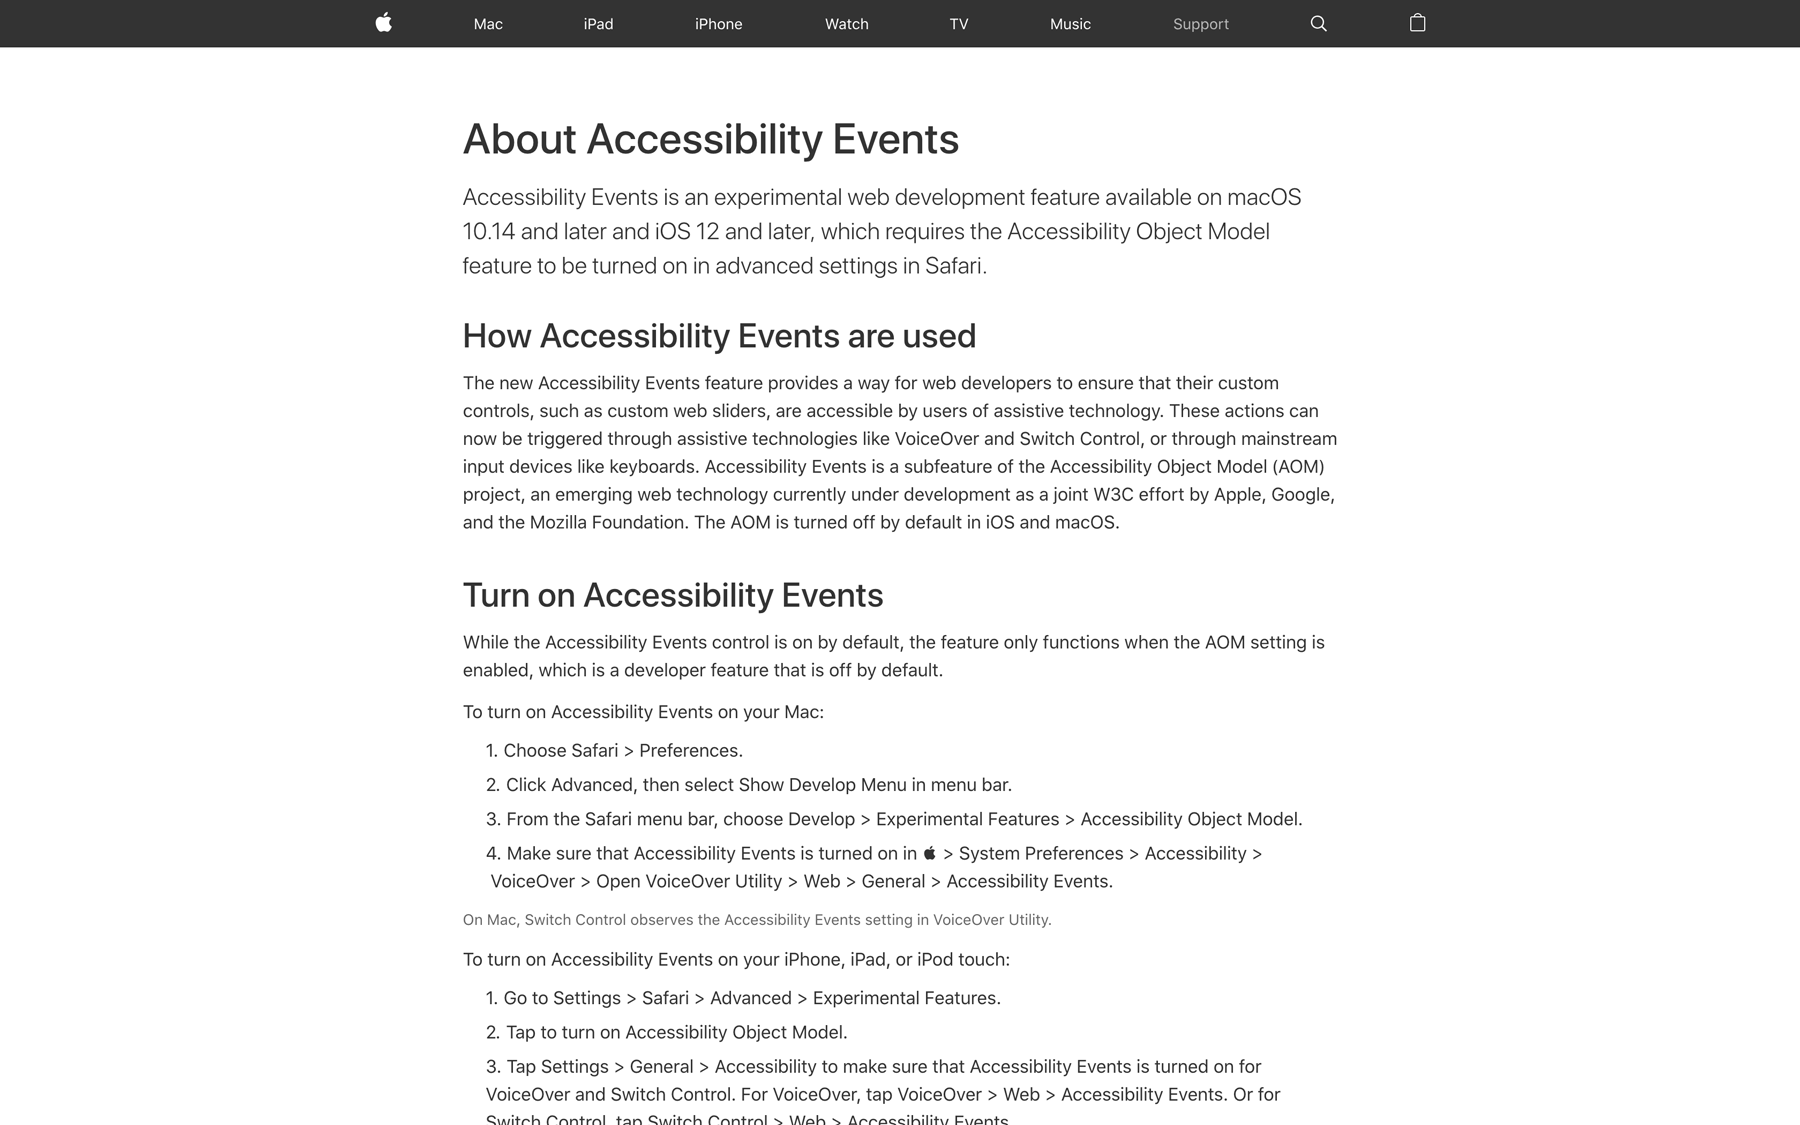 Mac iPad iPhone Watch TV Music Support
About Accessibility Events
Accessibility Events is an experimental web development feature available on macOS
10.14 and later and iOS 12 and later, which requires the Accessibility Object Model
feature to be turned on in advanced settings in Safari.
How Accessibility Events are used
The new Accessibility Events feature provides a way for web developers to ensure that their custom
controls, such as custom web sliders, are accessible by users of assistive technology. These actions can
now be triggered through assistive technologies like VoiceOver and Switch Control, or through mainstream
input devices like keyboards. Accessibility Events is a subfeature of the Accessibility Object Model (AOM)
project, an emerging web technology currently under development as a joint W3C effort by Apple, Google,
and the Mozilla Foundation. The AOM is turned off by default in iOS and macOS.
Turn on Accessibility Events
While the Accessibility Events control is on by default, the feature only functions when the AOM setting is
enabled, which is a developer feature that is off by default.
To turn on Accessibility Events on your Mac:
1. Choose Safari > Preferences.
2. Click Advanced, then select Show Develop Menu in menu bar.
3. From the Safari menu bar, choose Develop > Experimental Features > Accessibility Object Model.
4. Make sure that Accessibility Events is turned on in > System Preferences > Accessibility >
VoiceOver > Open VoiceOver Utility > Web > General > Accessibility Events.
On Mac, Switch Control observes the Accessibility Events setting in VoiceOver Utility.
To turn on Accessibility Events on your iPhone, iPad, or iPod touch:
1. Go to Settings > Safari > Advanced > Experimental Features.
2. Tap to turn on Accessibility Object Model.
3. Tap Settings > General > Accessibility to make sure that Accessibility Events is turned on for
VoiceOver and Switch Control. For VoiceOver, tap VoiceOver > Web > Accessibility Events. Or for
Switch Control, tap Switch Control > Web > Accessibility Events.